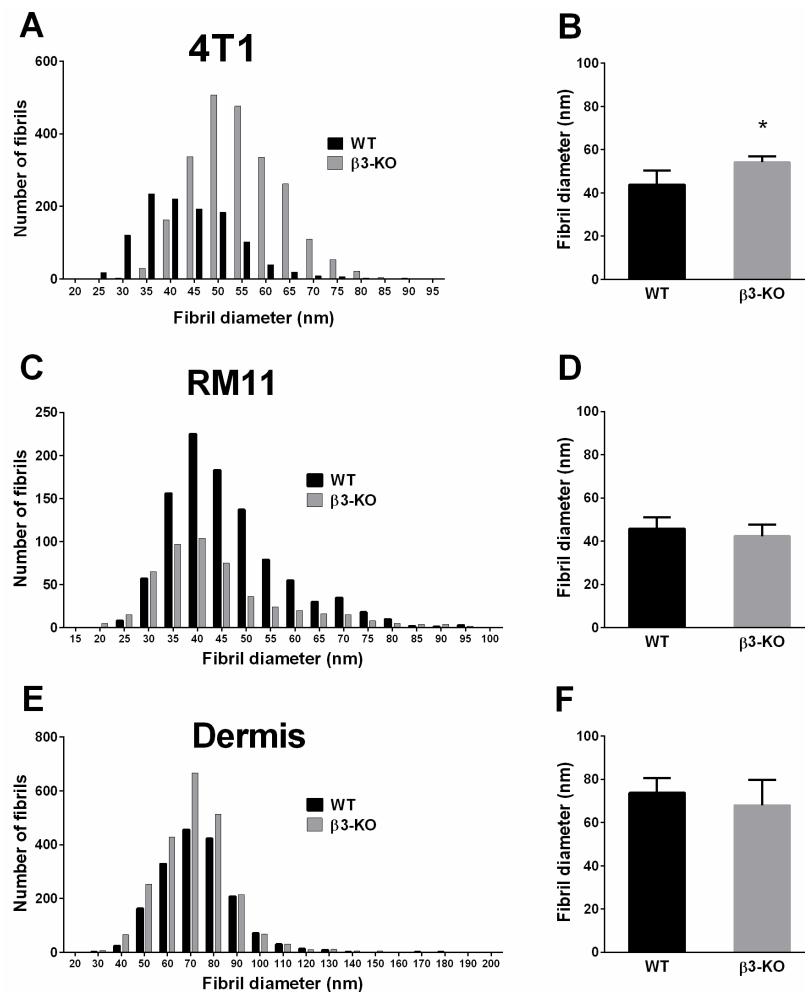 A
4T1
Number of fibrils
600
400
200
0
WT
β3-KO
20 25 30 35 40 45 50 55 60 65 70 75 80 85 90 95
Fibril diameter (nm)
B
Fibril diameter (nm)
100
80
60
40
20
0
*
WT β3-KO
C
RM11
Number of fibrils
250
200
150
100
50
0
WT
β3-KO
15 20 25 30 35 40 45 50 55 60 65 70 75 80 85 90 95 100
Fibril diameter (nm)
D
Fibril diameter (nm)
100
80
60
40
20
0
WT β3-KO
E
Dermis
Number of fibrils
800
600
400
200
0
WT
β3-KO
20 30 40 50 60 70 80 90 100 110 120 130 140 150 160 170 180 190 200
Fibril diameter (nm)
F
Fibril diameter (nm)
100
80
60
40
20
0
WT β3-KO